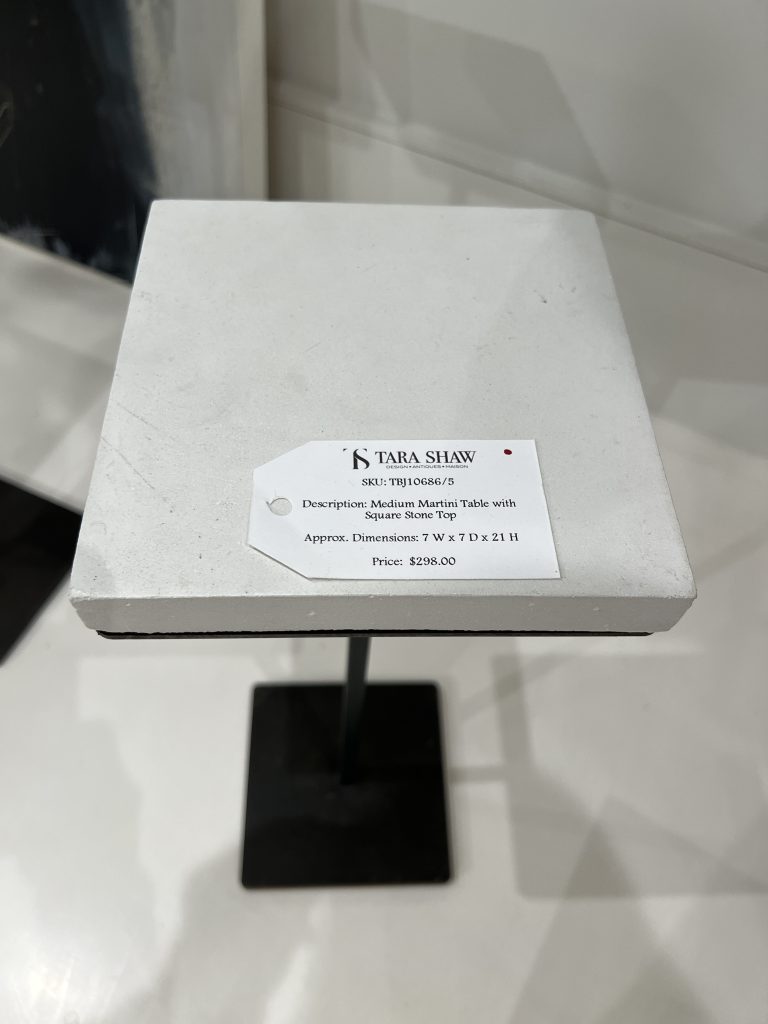 TS TARA SHAW
DESIGN • ANTIQUES • MAISON
SKU: TBJ10686/5
Description: Medium Martini Table with
Square Stone Top
Approx. Dimensions: 7 W x 7 D x 21 H
Price: $298.00